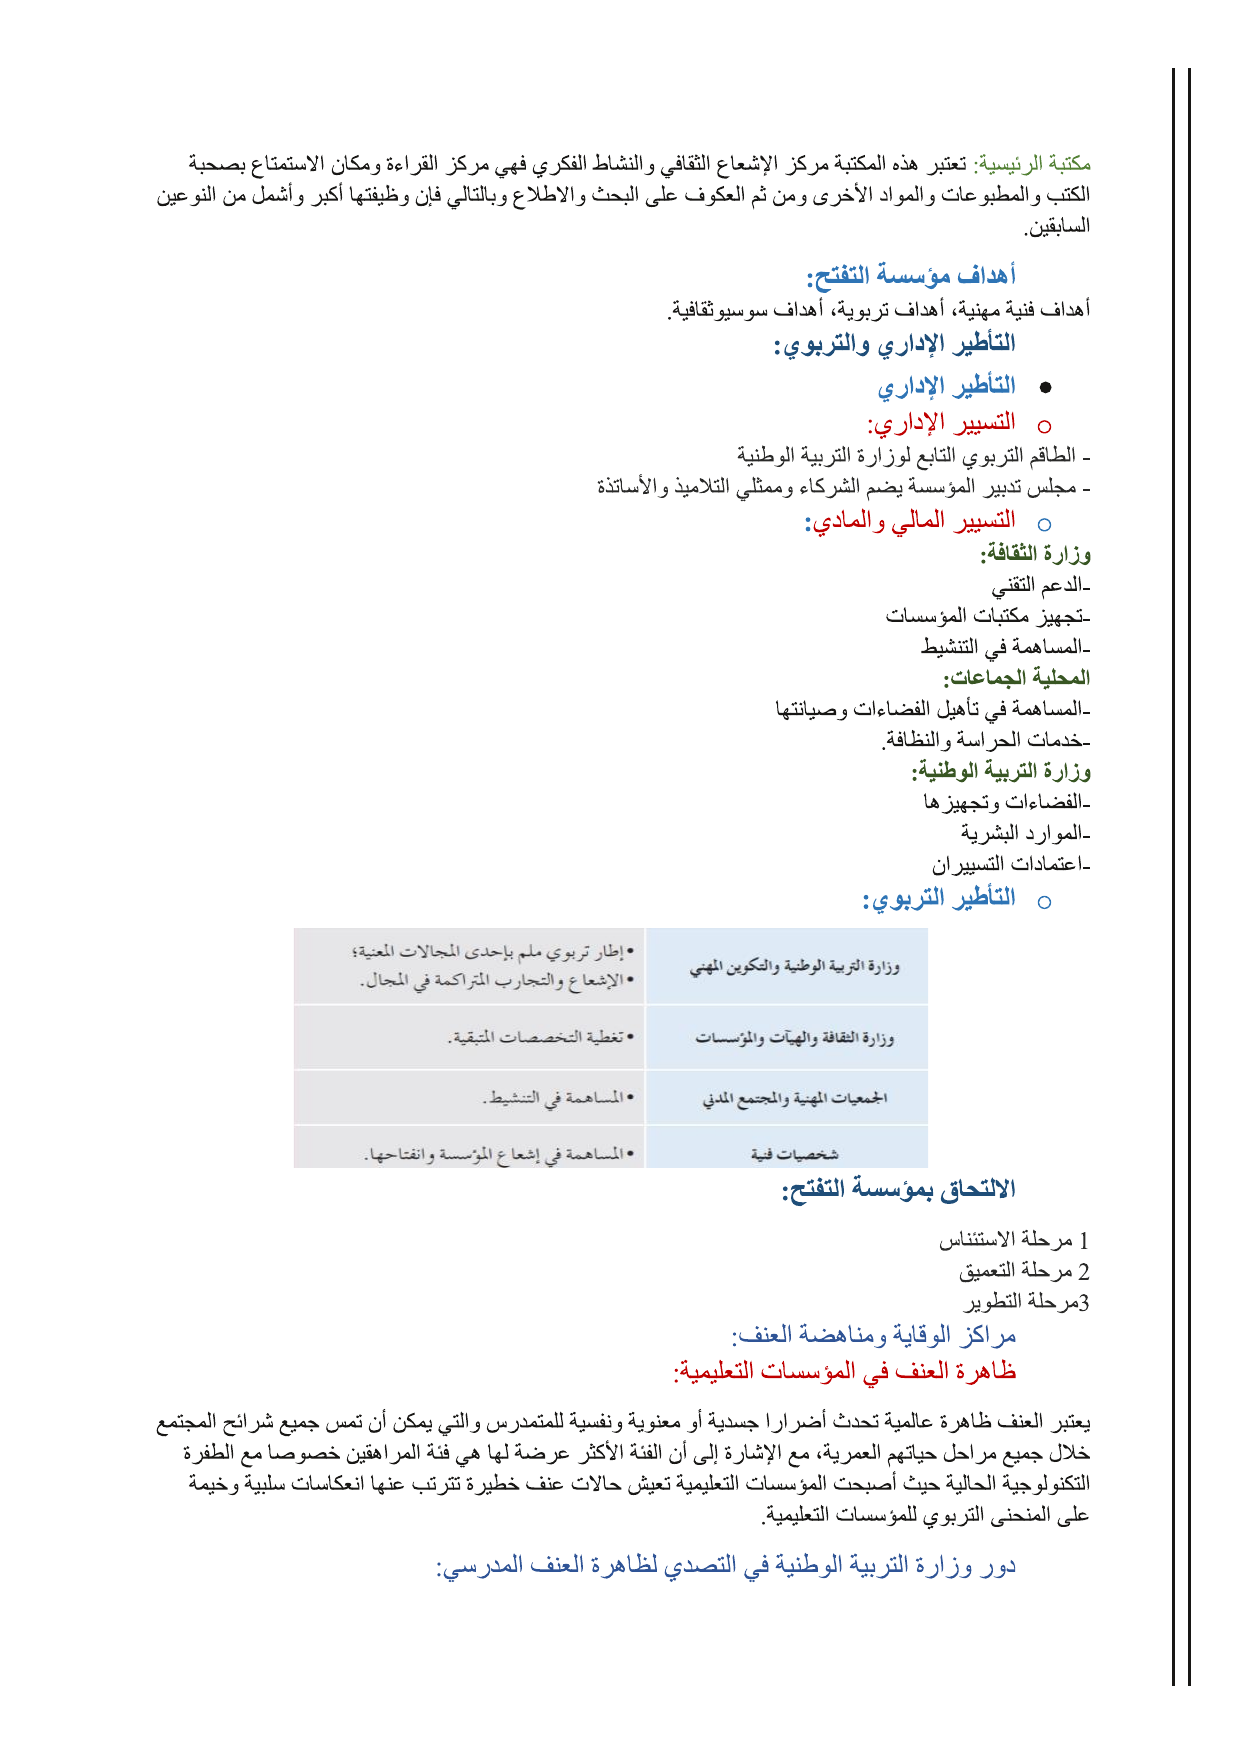 مكتبة الرئيسية: تعتبر هذه المكتبة مركز الإشعاع الثقافي والنشاط الفكري فهي مركز القراءة ومكان الاستمتاع بصحبة
الكتب والمطبوعات والمواد الأخرى ومن ثم العكوف على البحث والاطلاع وبالتالي فإن وظيفتها أكبر وأشمل من النوعين
السابقين.
أهداف مؤسسة التفتح:
أهداف فنية مهنية، أهداف تربوية، أهداف سوسيوثقافية.
التأطير الإداري والتربوي:
● التأطير الإداري
○ التسيير الإداري:
- الطاقم التربوي التابع لوزارة التربية الوطنية
- مجلس تدبير المؤسسة يضم الشركاء وممثلي التلاميذ والأساتذة
○ التسيير المالي والمادي:
وزارة الثقافة:
-الدعم التقني
-تجهيز مكتبات المؤسسات
-المساهمة في التنشيط
المحلية الجماعات:
-المساهمة في تأهيل الفضاءات وصيانتها
-خدمات الحراسة والنظافة.
وزارة التربية الوطنية:
-الفضاءات وتجهيزها
-الموارد البشرية
-اعتمادات التسييران
○ التأطير التربوي:
وزارة التربية الوطنية والتكوين المهني
•إطار تربوي ملم بإحدى المجالات المعنية؛
•الإشعاع والتجارب المتراكمة في المجال.
وزارة الثقافة والهيآت والمؤسسات
•تغطية التخصصات المتبقية.
الجمعيات المهنية والمجتمع المدني
•المساهمة في التنشيط.
شخصيات فنية
•المساهمة في إشعاع المؤسسة وانفتاحها.
الالتحاق بمؤسسة التفتح:
1 مرحلة الاستئناس
2 مرحلة التعميق
3مرحلة التطوير
مراكز الوقاية ومناهضة العنف:
ظاهرة العنف في المؤسسات التعليمية:
يعتبر العنف ظاهرة عالمية تحدث أضرارا جسدية أو معنوية ونفسية للمتمدرس والتي يمكن أن تمس جميع شرائح المجتمع
خلال جميع مراحل حياتهم العمرية، مع الإشارة إلى أن الفئة الأكثر عرضة لها هي فئة المراهقين خصوصا مع الطفرة
التكنولوجية الحالية حيث أصبحت المؤسسات التعليمية تعيش حالات عنف خطيرة تترتب عنها انعكاسات سلبية وخيمة
على المنحنى التربوي للمؤسسات التعليمية.
دور وزارة التربية الوطنية في التصدي لظاهرة العنف المدرسي: